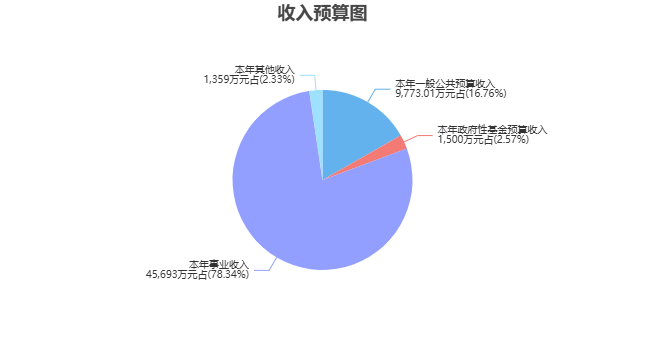 收入预算图
本年其他收入
1,359万元占(2.33%)
本年一般公共预算收入
9,773.01万元占(16.76%)
本年政府性基金预算收入
1,500万元占(2.57%)
本年事业收入
45,693万元占(78.34%)